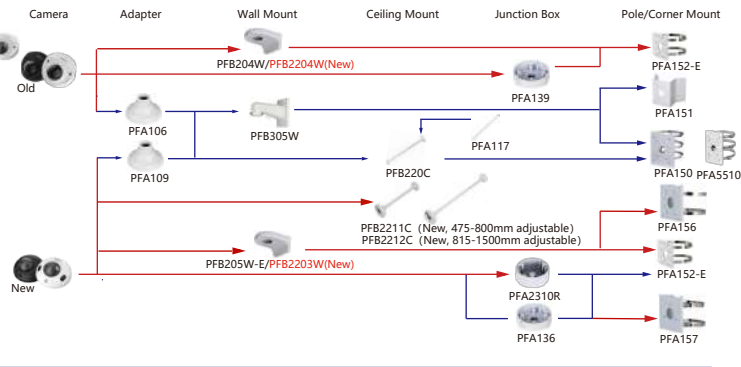 Camera Adapter Wall Mount Ceiling Mount Junction Box Pole/Corner Mount
PFB204W/PFB2204W(New)
PFA152-E
Old
PFA139
PFA151
PFA106
PFB305W
PFA117
PFA109
PFB220C
PFA150 PFA5510
PFB2211C (New, 475-800mm adjustable)
PFB2212C (New, 815-1500mm adjustable)
PFA156
PFB205W-E/PFB2203W(New)
PFA152-E
New
PFA2310R
PFA136
PFA157